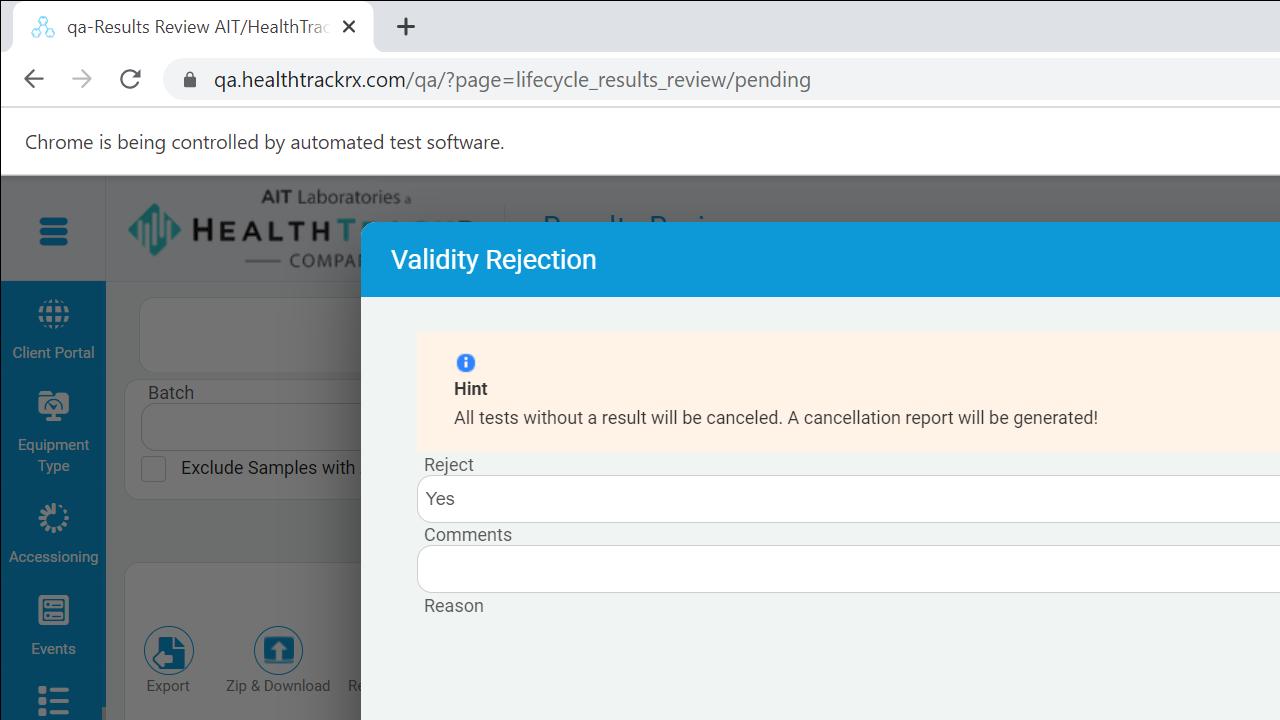 qa-Results Review AIT/HealthTrac
qa.healthtrackrx.com/qa/?page=lifecycle_results_review/pending
Chrome is being controlled by automated test software.
AIT Laboratories a
HEALTHT
COMPA
Results Review
Validity Rejection
Client Portal
Equipment
Type
Accessioning
Events
Batch
Exclude Samples with
Export
Zip & Download
Re
Hint
All tests without a result will be canceled. A cancellation report will be generated!
Reject
Yes
Comments
Reason